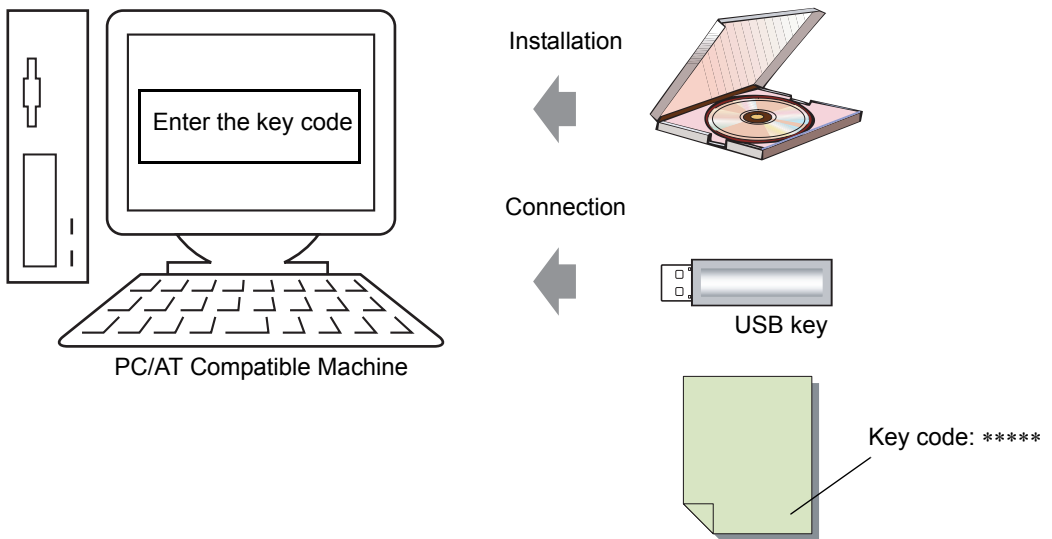 Installation
Enter the key code
Connection
USB key
PC/AT Compatible Machine
Key code: *****